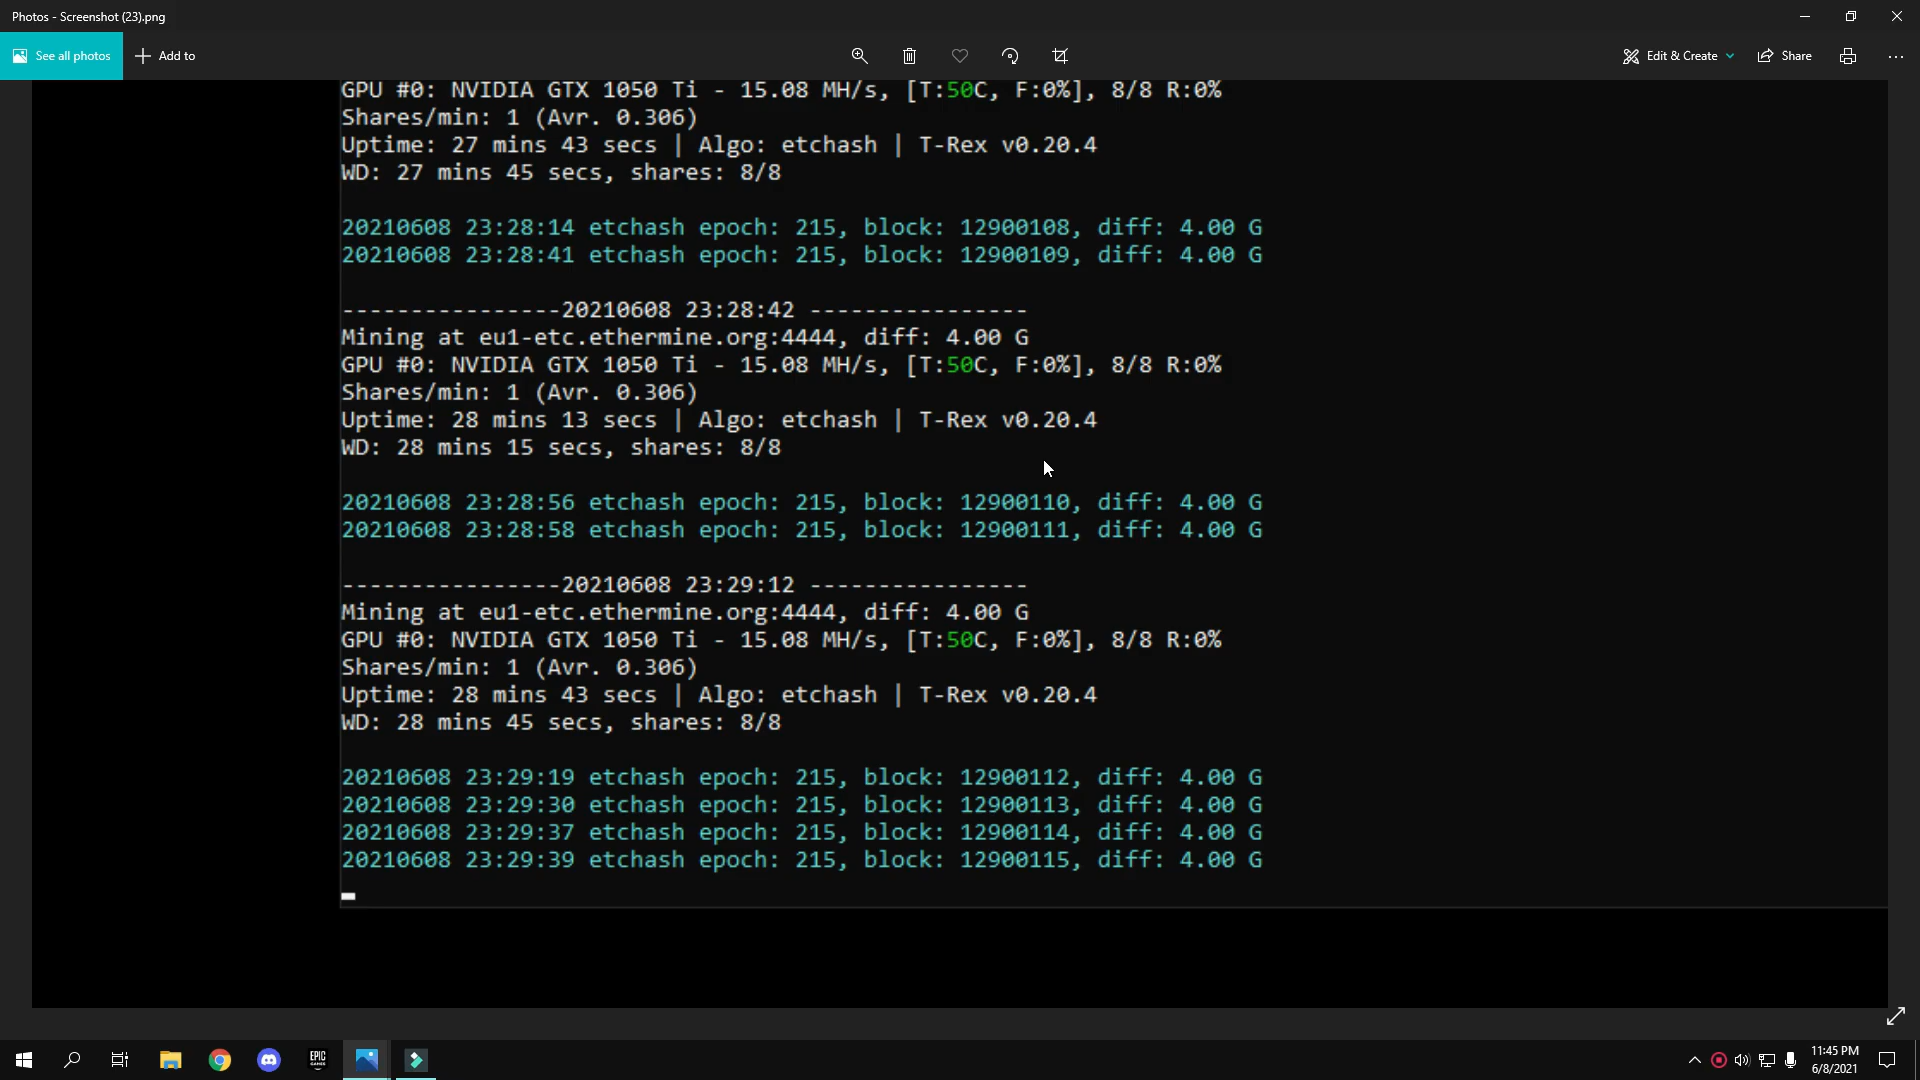 Photos - Screenshot (23).png
See all photos
Add to
Edit & Create
Share
GPU #0: NVIDIA GTX 1050 Ti - 15.08 MH/s, [T:50C, F:0%], 8/8 R:0%
Shares/min: 1 (Avr. 0.306)
Uptime: 27 mins 43 secs | Algo: etchash | T-Rex v0.20.4
WD: 27 mins 45 secs, shares: 8/8
20210608 23:28:14 etchash epoch: 215, block: 12900108, diff: 4.00 G
20210608 23:28:41 etchash epoch: 215, block: 12900109, diff: 4.00 G
----------------20210608 23:28:42 ----------------
Mining at eu1-etc.ethermine.org:4444, diff: 4.00 G
GPU #0: NVIDIA GTX 1050 Ti - 15.08 MH/s, [T:50C, F:0%], 8/8 R:0%
Shares/min: 1 (Avr. 0.306)
Uptime: 28 mins 13 secs | Algo: etchash | T-Rex v0.20.4
WD: 28 mins 15 secs, shares: 8/8
20210608 23:28:56 etchash epoch: 215, block: 12900110, diff: 4.00 G
20210608 23:28:58 etchash epoch: 215, block: 12900111, diff: 4.00 G
----------------20210608 23:29:12 ----------------
Mining at eu1-etc.ethermine.org:4444, diff: 4.00 G
GPU #0: NVIDIA GTX 1050 Ti - 15.08 MH/s, [T:50C, F:0%], 8/8 R:0%
Shares/min: 1 (Avr. 0.306)
Uptime: 28 mins 43 secs | Algo: etchash | T-Rex v0.20.4
WD: 28 mins 45 secs, shares: 8/8
20210608 23:29:19 etchash epoch: 215, block: 12900112, diff: 4.00 G
20210608 23:29:30 etchash epoch: 215, block: 12900113, diff: 4.00 G
20210608 23:29:37 etchash epoch: 215, block: 12900114, diff: 4.00 G
20210608 23:29:39 etchash epoch: 215, block: 12900115, diff: 4.00 G
EPIC
GAMES
11:45 PM
6/8/2021